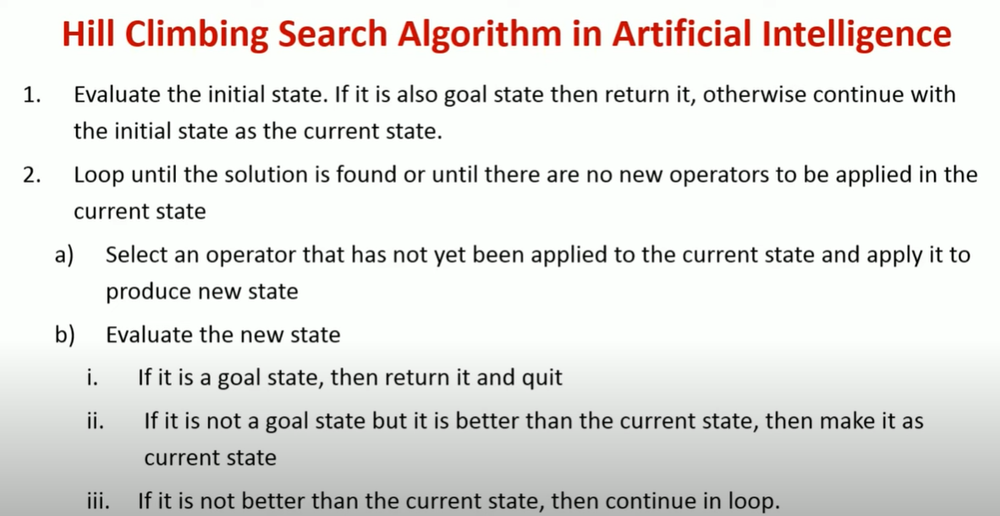 Hill Climbing Search Algorithm in Artificial Intelligence
1. Evaluate the initial state. If it is also goal state then return it, otherwise continue with
the initial state as the current state.
2. Loop until the solution is found or until there are no new operators to be applied in the
current state
a) Select an operator that has not yet been applied to the current state and apply it to
produce new state
b) Evaluate the new state
i. If it is a goal state, then return it and quit
ii. If it is not a goal state but it is better than the current state, then make it as
current state
iii. If it is not better than the current state, then continue in loop.